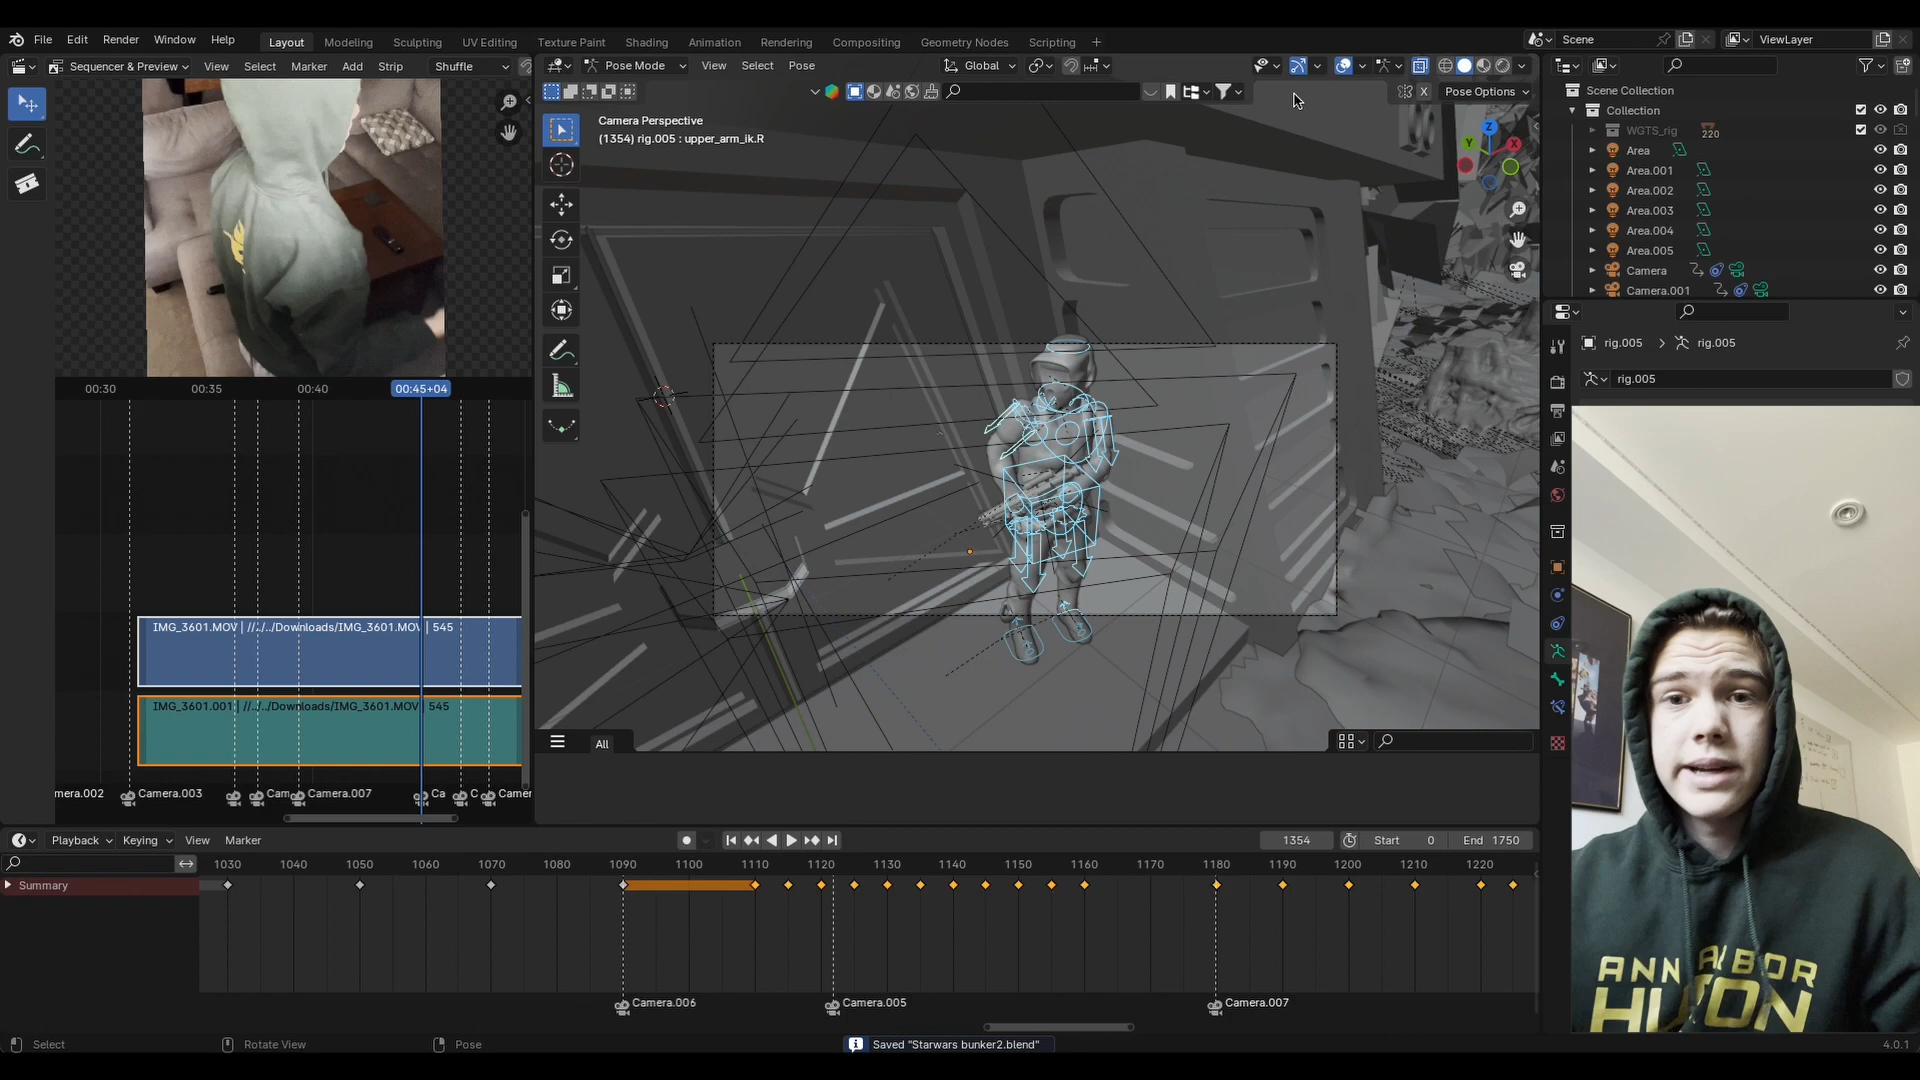 File Edit Render Window Help
Layout Modeling Sculpting UV Editing Texture Paint Shading Animation Rendering Compositing Geometry Nodes Scripting +
Scene
ViewLayer
Sequencer & Preview View Select Marker Add Strip Shuffle
Pose Mode View Select Pose
Global
X Pose Options
Camera Perspective
(1354) rig.005 : upper_arm_ik.R
Z
Y
X
Scene Collection
Collection
WGTS_rig 220
Area
Area.001
Area.002
Area.003
Area.004
Area.005
Camera
Camera.001
rig.005 > rig.005
rig.005
00:30 00:35 00:40 00:45+04
IMG_3601.MOV | //../../Downloads/IMG_3601.MOV | 545
IMG_3601.001 | //../../Downloads/IMG_3601.MOV | 545
mera.002 Camera.003 Cam Camera.007 Ca C Camer
All
Playback Keying View Marker
1354 Start 0 End 1750
1030 1040 1050 1060 1070 1080 1090 1100 1110 1120 1130 1140 1150 1160 1170 1180 1190 1200 1210 1220
Summary
Camera.006 Camera.005 Camera.007
Select Rotate View Pose
Saved "Starwars bunker2.blend"
4.0.1
ANN ARBOR